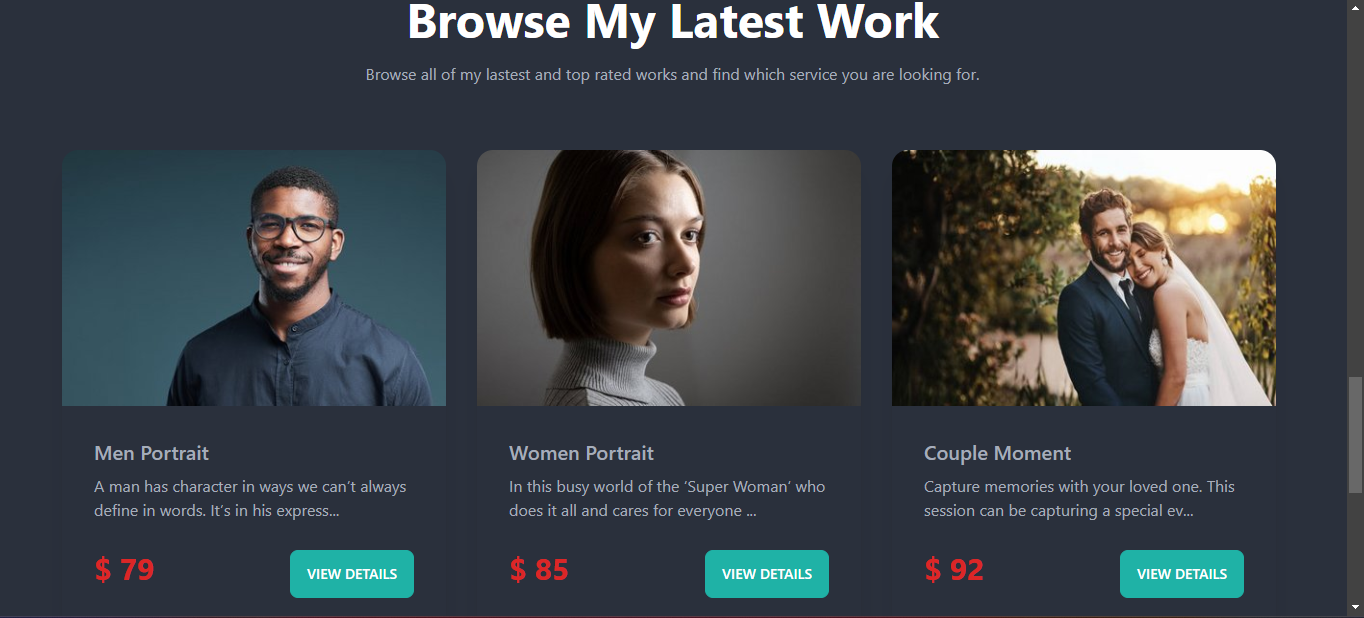 Browse My Latest Work
Browse all of my lastest and top rated works and find which service you are looking for.
Men Portrait
A man has character in ways we can’t always
define in words. It’s in his express...
$ 79
VIEW DETAILS
Women Portrait
In this busy world of the ‘Super Woman’ who
does it all and cares for everyone ...
$ 85
VIEW DETAILS
Couple Moment
Capture memories with your loved one. This
session can be capturing a special ev...
$ 92
VIEW DETAILS